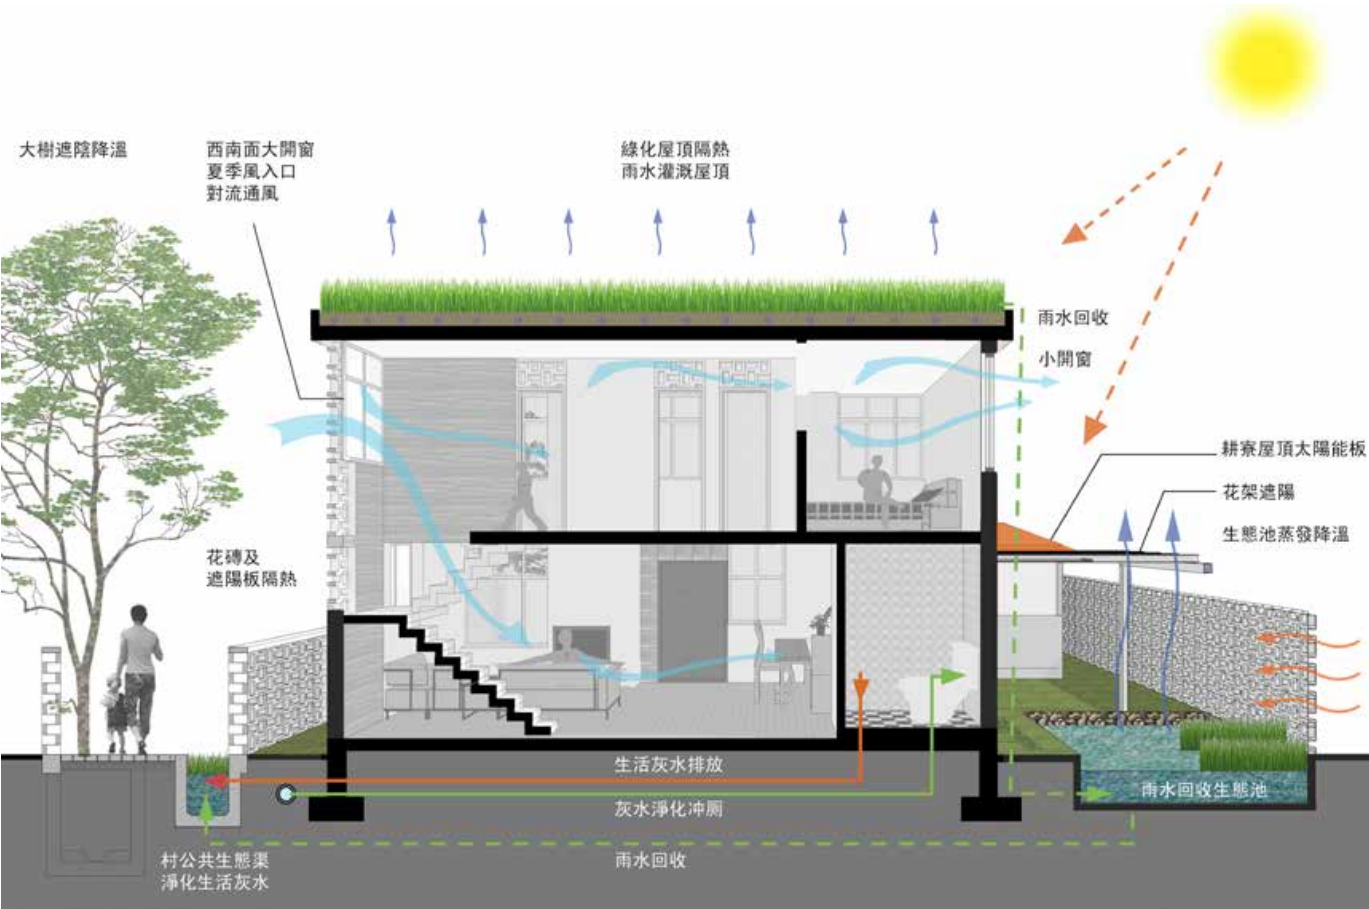 大樹遮陰降溫
西南面大開窗
夏季風入口
對流通風
綠化屋頂隔熱
雨水灌溉屋頂
雨水回收
小開窗
耕寮屋頂太陽能板
花架遮陽
生態池蒸發降溫
花磚及
遮陽板隔熱
生活灰水排放
灰水淨化冲厕
雨水回收生態池
雨水回收
村公共生態渠
淨化生活灰水